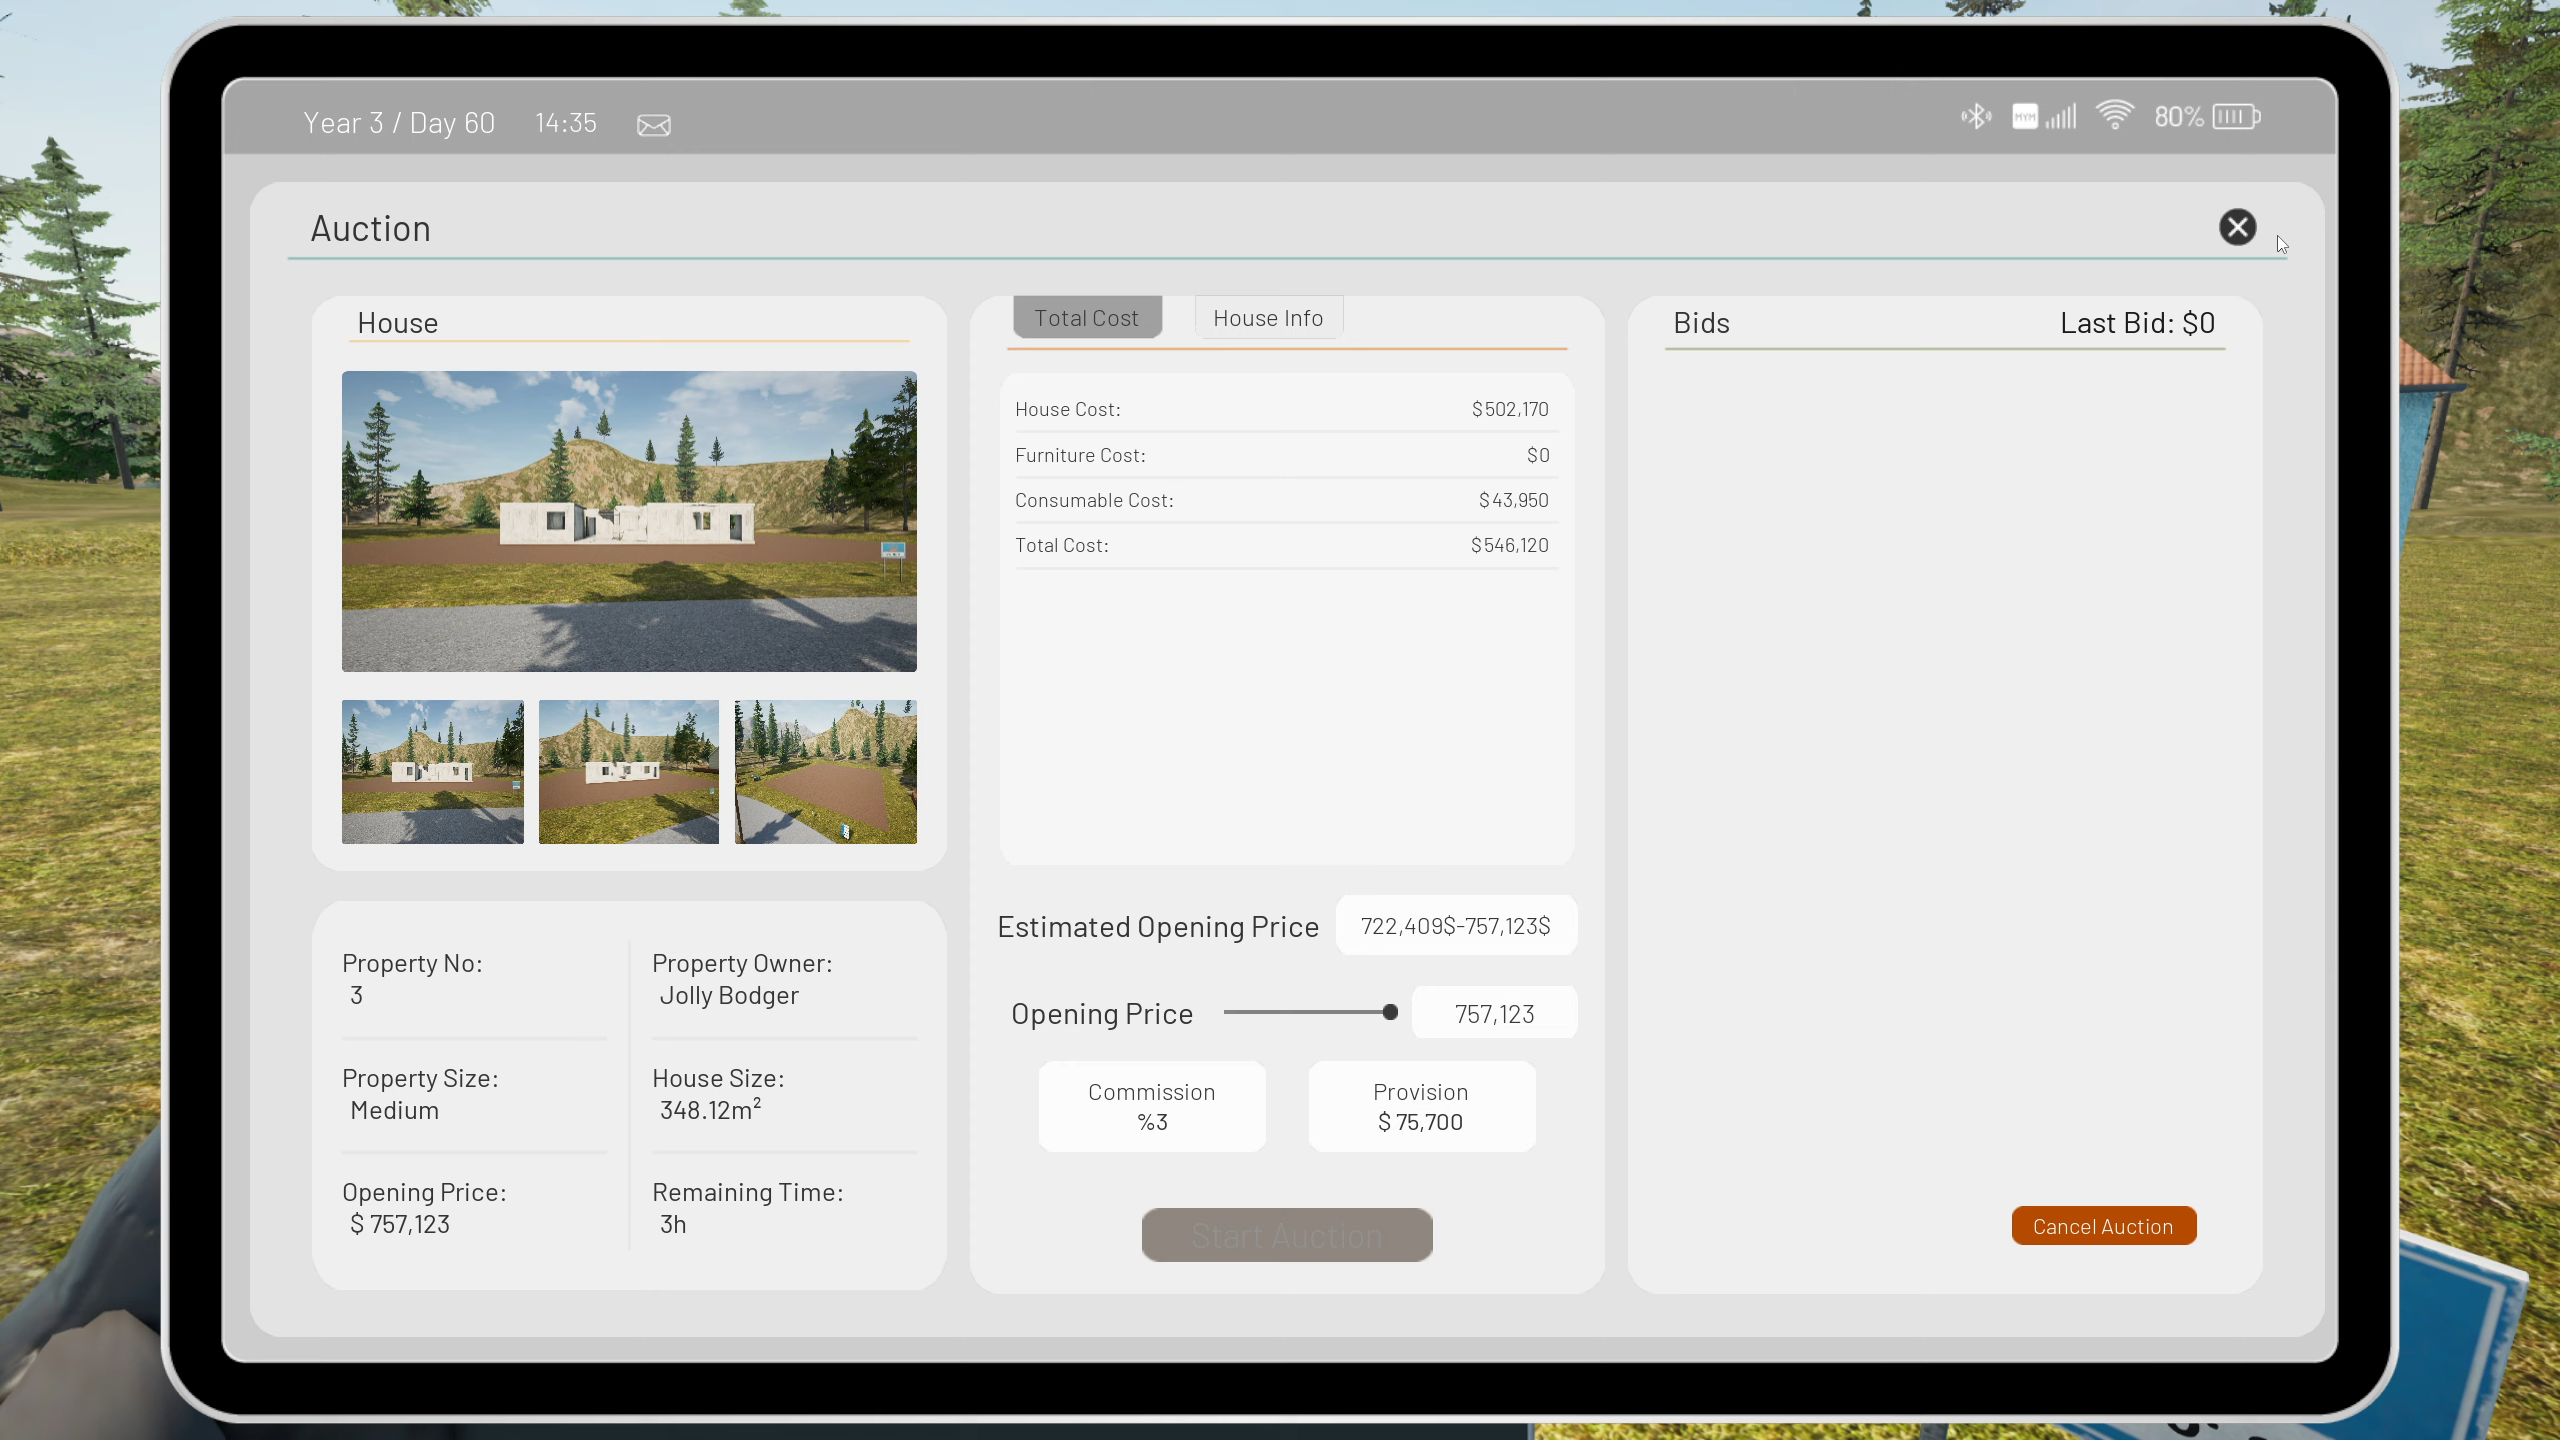 Year 3 / Day 60 14:35
MYM 80%
Auction
House
Property No:
3
Property Owner:
Jolly Bodger
Property Size:
Medium
House Size:
348.12m²
Opening Price:
$ 757,123
Remaining Time:
3h
Total Cost House Info
House Cost: $502,170
Furniture Cost: $0
Consumable Cost: $43,950
Total Cost: $546,120
Estimated Opening Price 722,409$-757,123$
Opening Price 757,123
Commission
%3
Provision
$ 75,700
Start Auction
Bids Last Bid: $0
Cancel Auction